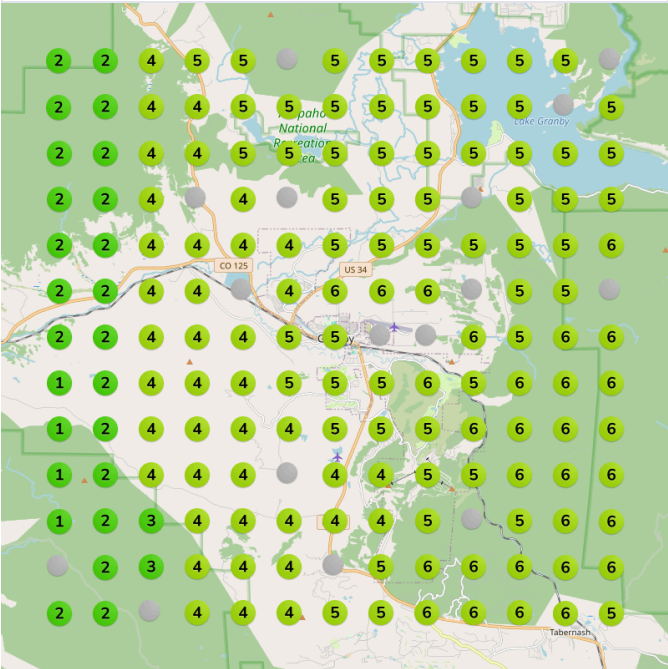 2 2 4 5 5 5 5 5 5 5 5
2 2 4 4 5 5 5 5 5 5 5 5
National
Lake Granby
2 2 4 4 5 5 5 5 5 5 5 5 5
2 2 4 4 5 5 5 5 5 5
2 2 4 4 4 4 5 5 5 5 5 5 6
CO 125 US 34
2 2 4 4 4 6 6 6 5 5
2 2 4 4 4 5 5 6 5 6 6
1 2 4 4 4 5 5 5 6 5 6 6 6
1 2 4 4 4 4 5 5 5 6 6 6 6
1 2 4 4 4 4 4 5 5 6 6 6
1 2 3 4 4 4 4 4 5 5 6 6
2 3 4 4 4 5 6 6 6 6 6
2 2 4 4 4 5 5 6 6 6 6 5
Tabernash